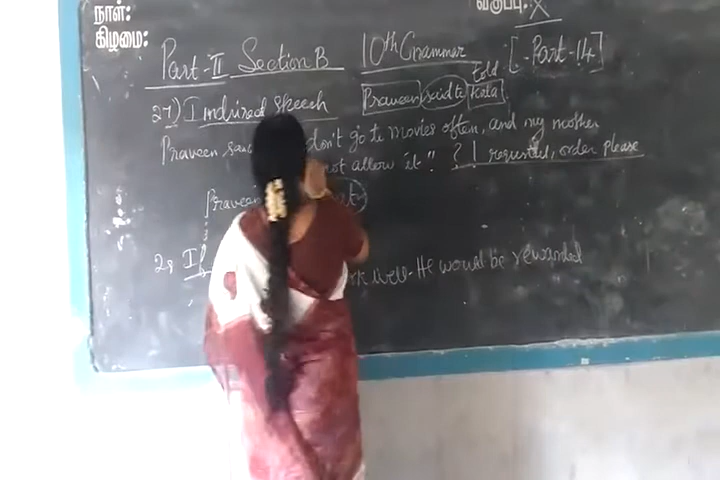 நாள்:
கிழமை:
வகுப்பு: X
Part-II Section B 10th Grammer [-Part-14]
told
27) Indirect speech Praveen said to Kala
Praveen, don't go to movies often, and my mother
not allow it" ? ! requested, order please
Praveen
28 If work well. He would be rewarded